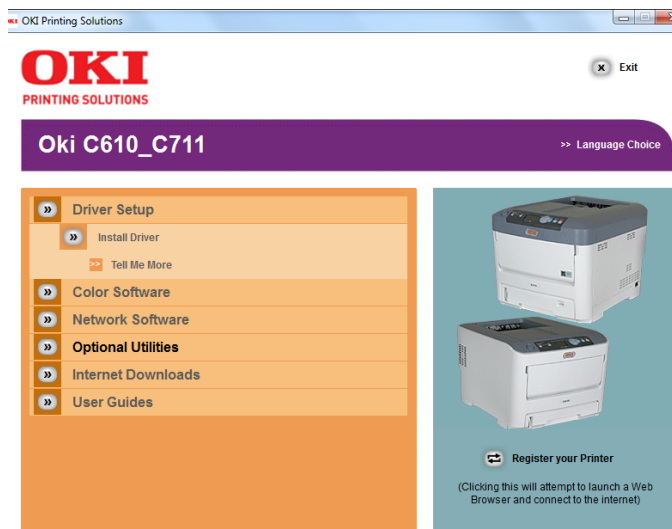 OKI Printing Solutions
OKI
PRINTING SOLUTIONS
x Exit
Oki C610_C711
>> Language Choice
» Driver Setup
» Install Driver
>> Tell Me More
» Color Software
» Network Software
» Optional Utilities
» Internet Downloads
» User Guides
Register your Printer
(Clicking this will attempt to launch a Web
Browser and connect to the internet)